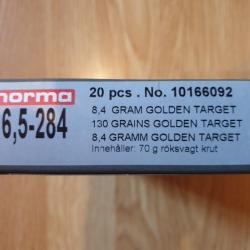 norma
6,5-284
20 pcs . No. 10166092
8,4 GRAM GOLDEN TARGET
130 GRAINS GOLDEN TARGET
8,4 GRAMM GOLDEN TARGET
Innehåller: 70 g röksvagt krut